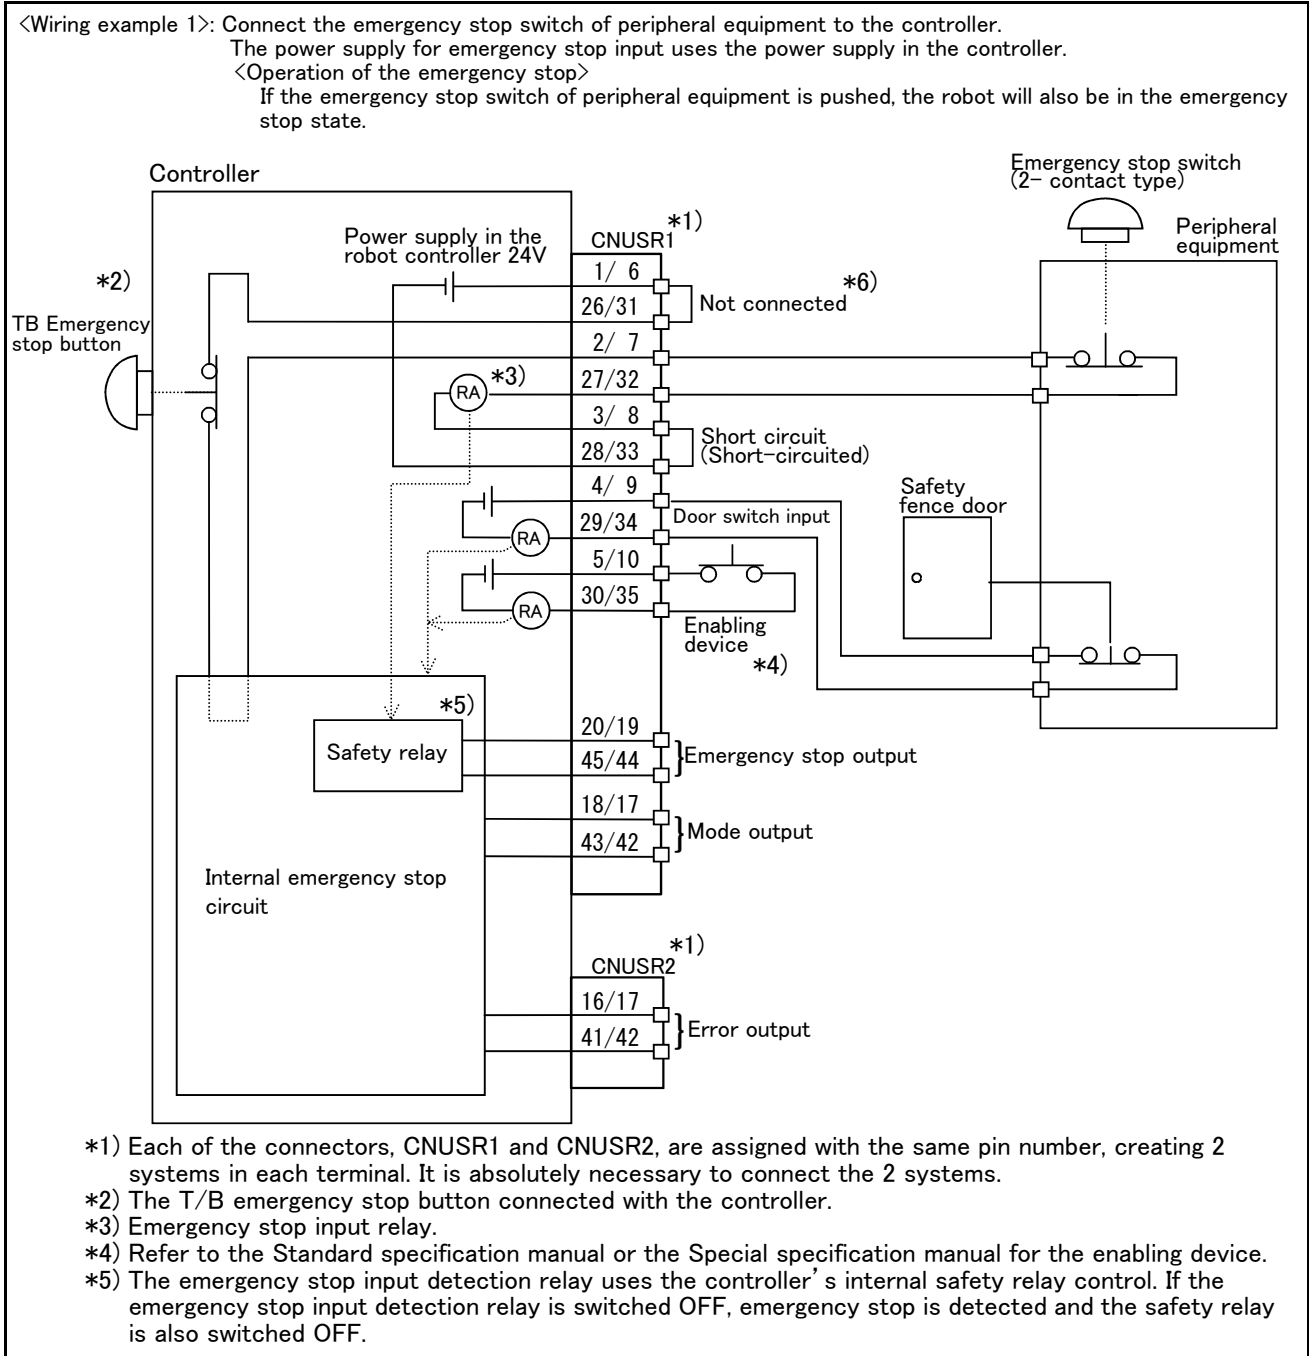 <Wiring example 1>: Connect the emergency stop switch of peripheral equipment to the controller.
The power supply for emergency stop input uses the power supply in the controller.
<Operation of the emergency stop>
If the emergency stop switch of peripheral equipment is pushed, the robot will also be in the emergency
stop state.
Controller
Emergency stop switch
(2- contact type)
Peripheral
equipment
Power supply in the
robot controller 24V
*1)
CNUSR1
*2)
TB Emergency
stop button
1/ 6
26/31
Not connected
*6)
2/ 7
27/32
RA
*3)
3/ 8
28/33
Short circuit
(Short-circuited)
4/ 9
29/34
Door switch input
RA
5/10
30/35
RA
Enabling
device
*4)
Safety
fence door
*5)
Safety relay
20/19
45/44
Emergency stop output
18/17
43/42
Mode output
Internal emergency stop
circuit
*1)
CNUSR2
16/17
41/42
Error output
*1) Each of the connectors, CNUSR1 and CNUSR2, are assigned with the same pin number, creating 2
systems in each terminal. It is absolutely necessary to connect the 2 systems.
*2) The T/B emergency stop button connected with the controller.
*3) Emergency stop input relay.
*4) Refer to the Standard specification manual or the Special specification manual for the enabling device.
*5) The emergency stop input detection relay uses the controller's internal safety relay control. If the
emergency stop input detection relay is switched OFF, emergency stop is detected and the safety relay
is also switched OFF.